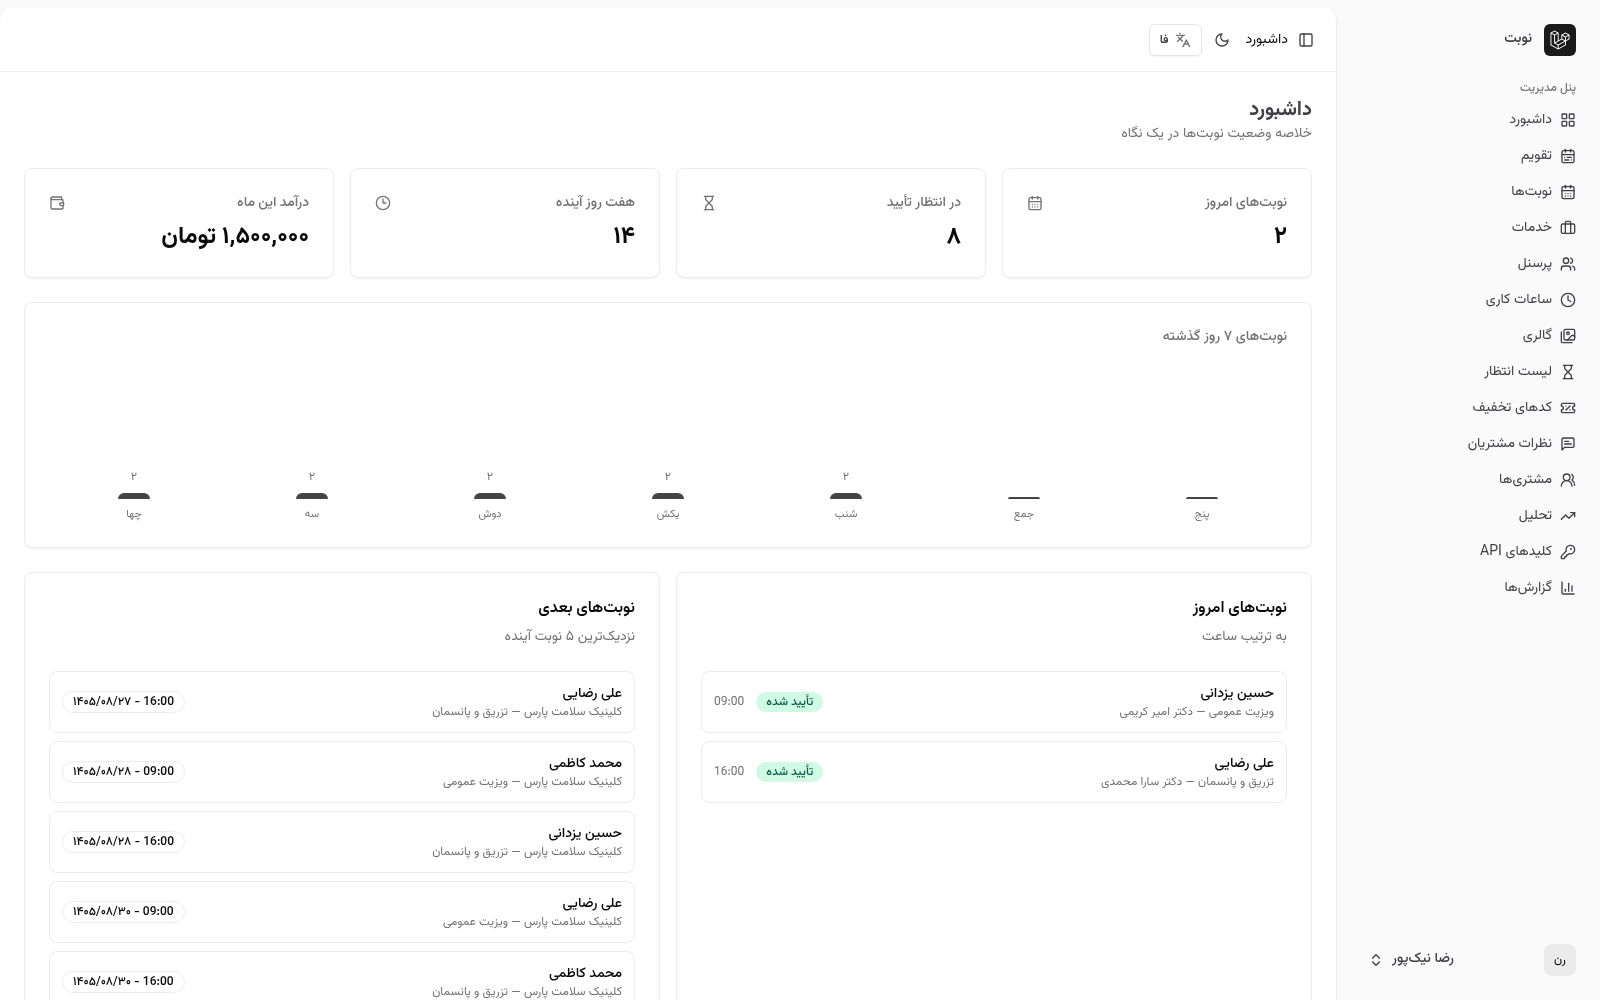 نوبت
پنل مدیریت
داشبورد
تقویم
نوبت‌ها
خدمات
پرسنل
ساعات کاری
گالری
لیست انتظار
کدهای تخفیف
نظرات مشتریان
مشتری‌ها
تحلیل
کلیدهای API
گزارش‌ها
رن
رضا نیک‌پور
داشبورد
فا
داشبورد
خلاصه وضعیت نوبت‌ها در یک نگاه
نوبت‌های امروز
۲
در انتظار تأیید
۸
هفت روز آینده
۱۴
درآمد این ماه
۱,۵۰۰,۰۰۰ تومان
نوبت‌های ۷ روز گذشته
۲ ۲ ۲ ۲ ۲
پنج جمع شنب یکش دوش سه چها
نوبت‌های امروز
به ترتیب ساعت
حسین یزدانی
ویزیت عمومی — دکتر امیر کریمی
تأیید شده
09:00
علی رضایی
تزریق و پانسمان — دکتر سارا محمدی
تأیید شده
16:00
نوبت‌های بعدی
نزدیک‌ترین ۵ نوبت آینده
علی رضایی
کلینیک سلامت پارس — تزریق و پانسمان
۱۴۰۵/۰۸/۲۷ - 16:00
محمد کاظمی
کلینیک سلامت پارس — ویزیت عمومی
۱۴۰۵/۰۸/۲۸ - 09:00
حسین یزدانی
کلینیک سلامت پارس — تزریق و پانسمان
۱۴۰۵/۰۸/۲۸ - 16:00
علی رضایی
کلینیک سلامت پارس — ویزیت عمومی
۱۴۰۵/۰۸/۳۰ - 09:00
محمد کاظمی
کلینیک سلامت پارس — تزریق و پانسمان
۱۴۰۵/۰۸/۳۰ - 16:00